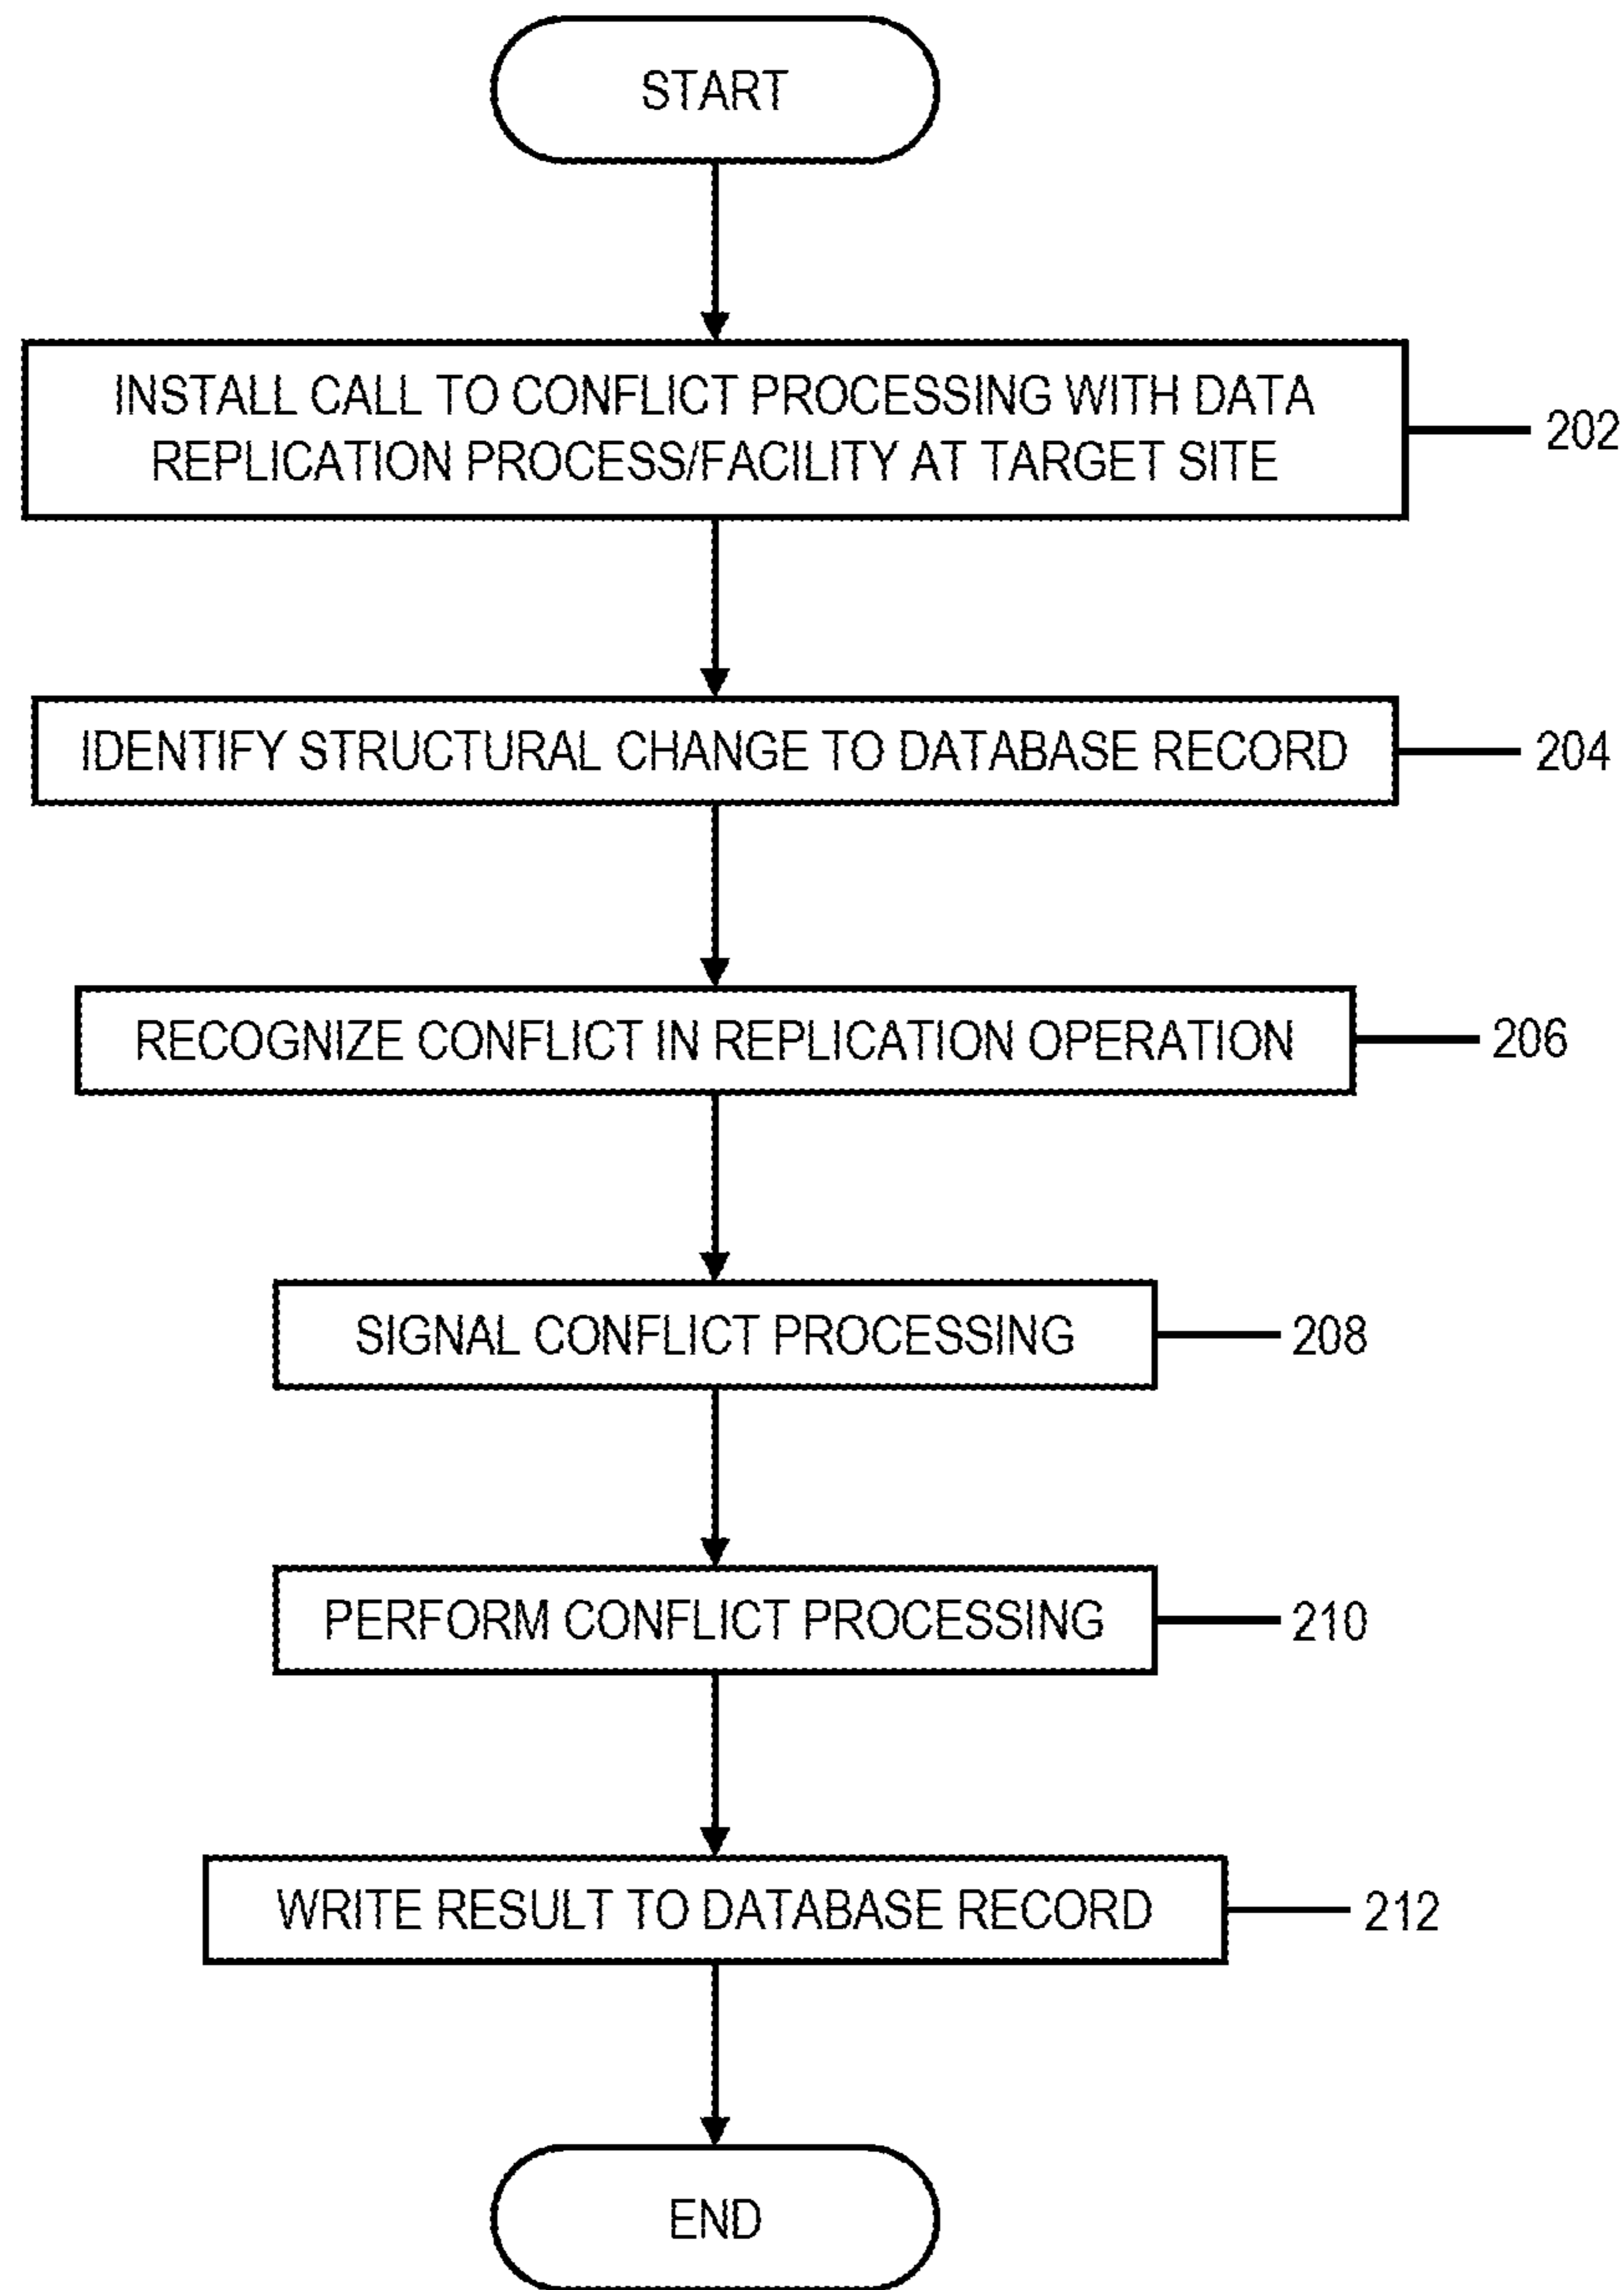 START
INSTALL CALL TO CONFLICT PROCESSING WITH DATA
REPLICATION PROCESS/FACILITY AT TARGET SITE
202
IDENTIFY STRUCTURAL CHANGE TO DATABASE RECORD
204
RECOGNIZE CONFLICT IN REPLICATION OPERATION
206
SIGNAL CONFLICT PROCESSING
208
PERFORM CONFLICT PROCESSING
210
WRITE RESULT TO DATABASE RECORD
212
END